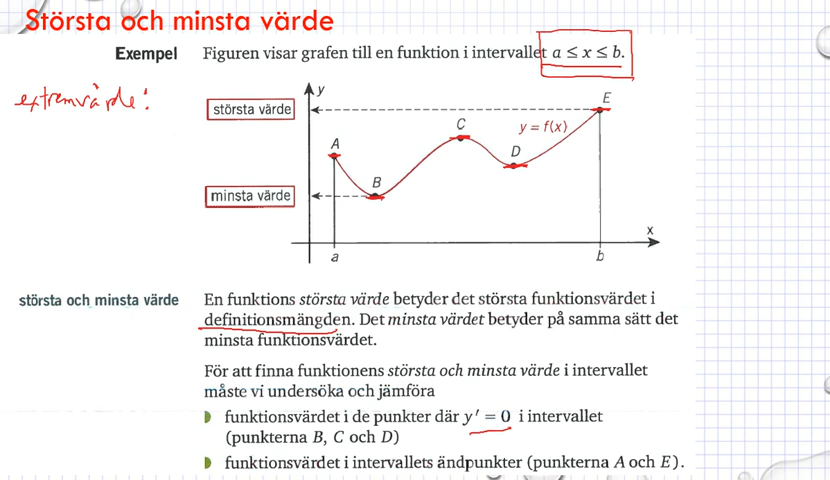 Största och minsta värde
Exempel Figuren visar grafen till en funktion i intervallet a ≤ x ≤ b.
extremvärde:
y
E
största värde
C
y = f(x)
A
D
B
minsta värde
x
a
b
största och minsta värde En funktions största värde betyder det största funktionsvärdet i
definitionsmängden. Det minsta värdet betyder på samma sätt det
minsta funktionsvärdet.
För att finna funktionens största och minsta värde i intervallet
måste vi undersöka och jämföra
funktionsvärdet i de punkter där y′ = 0 i intervallet
(punkterna B, C och D)
funktionsvärdet i intervallets ändpunkter (punkterna A och E).